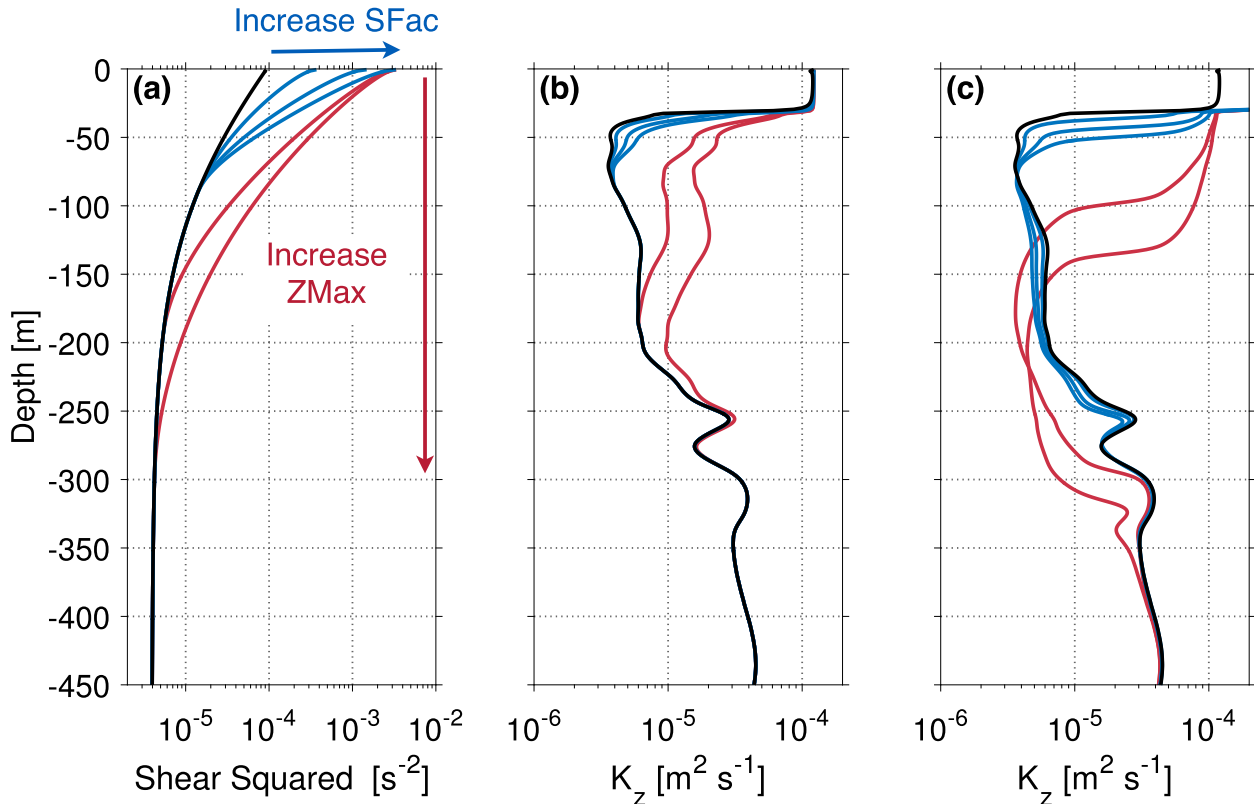 Increase SFac
(a)
(b)
(c)
0
-50
-100
-150
-200
-250
-300
-350
-400
-450
Depth [m]
Increase
ZMax
10^-5
10^-4
10^-3
10^-2
Shear Squared [s^-2]
10^-6
10^-5
10^-4
K_z [m^2 s^-1]
10^-6
10^-5
10^-4
K_z [m^2 s^-1]